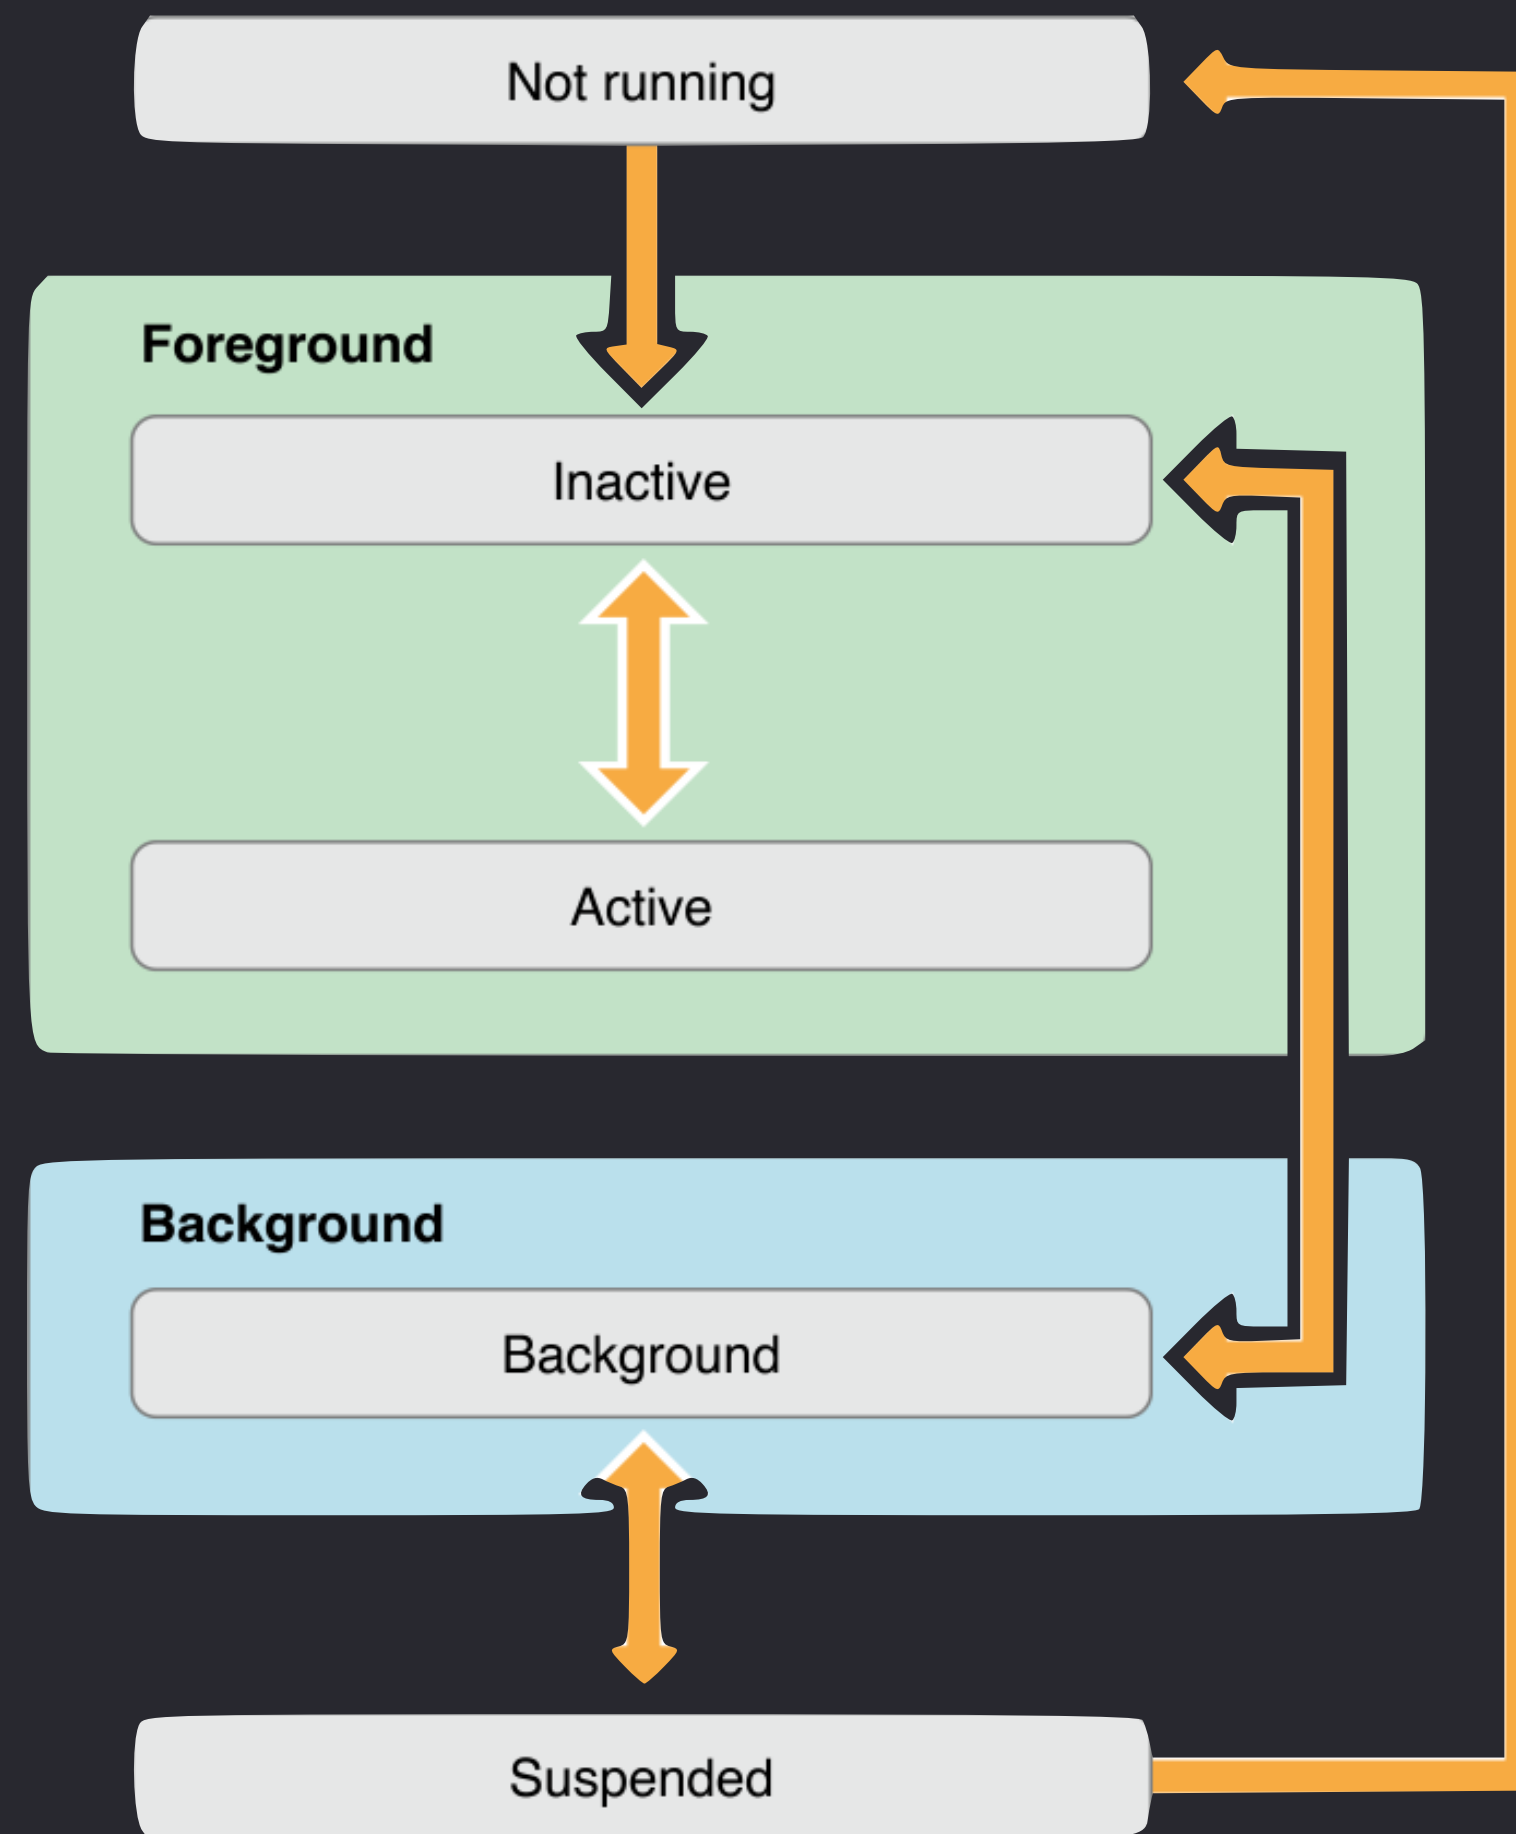 Not running
Foreground
Inactive
Active
Background
Background
Suspended